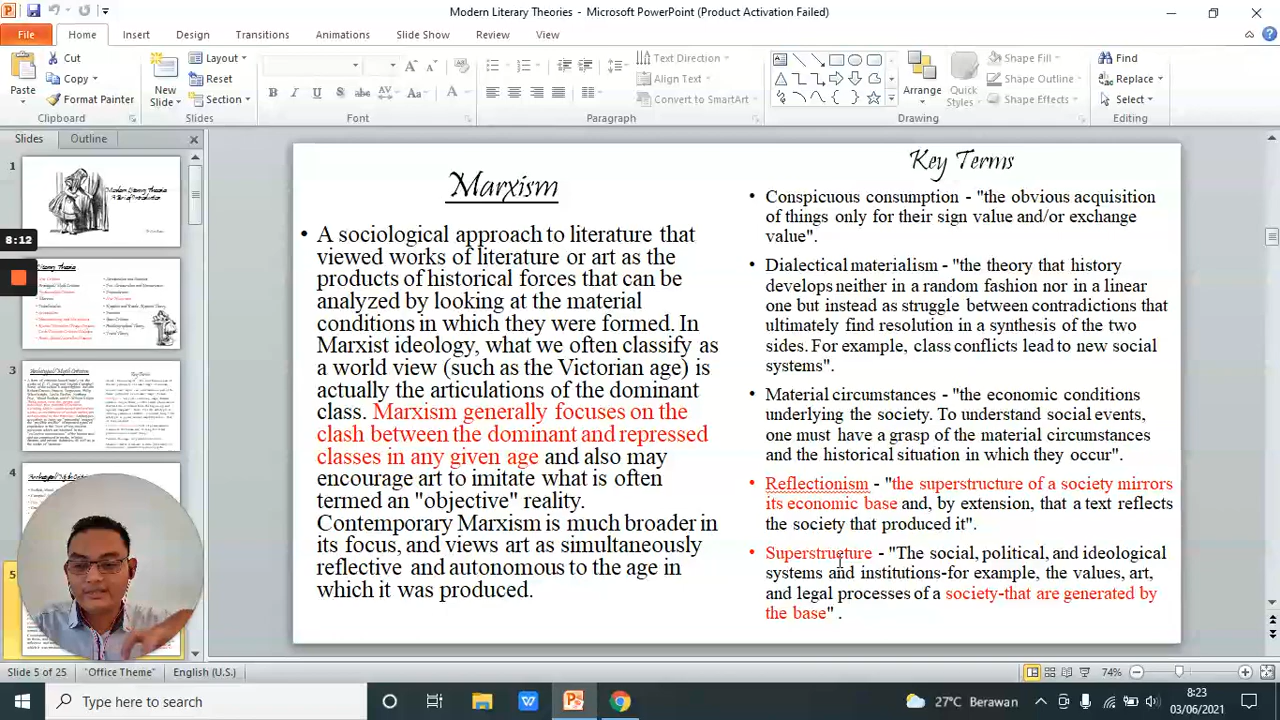 Modern Literary Theories - Microsoft PowerPoint (Product Activation Failed)
File Home Insert Design Transitions Animations Slide Show Review View
Cut
Copy
Format Painter
Paste
Clipboard
New
Slide
Layout
Reset
Section
Slides
Font
Text Direction
Align Text
Convert to SmartArt
Paragraph
Arrange
Quick
Styles
Shape Fill
Shape Outline
Shape Effects
Drawing
Find
Replace
Select
Editing
Slides Outline
1
2
3
4
5
8:12
Marxism
• A sociological approach to literature that
viewed works of literature or art as the
products of historical forces that can be
analyzed by looking at the material
conditions in which they were formed. In
Marxist ideology, what we often classify as
a world view (such as the Victorian age) is
actually the articulations of the dominant
class. Marxism generally focuses on the
clash between the dominant and repressed
classes in any given age and also may
encourage art to imitate what is often
termed an "objective" reality.
Contemporary Marxism is much broader in
its focus, and views art as simultaneously
reflective and autonomous to the age in
which it was produced.
Key Terms
• Conspicuous consumption - "the obvious acquisition
of things only for their sign value and/or exchange
value".
• Dialectical materialism - "the theory that history
develops neither in a random fashion nor in a linear
one but instead as struggle between contradictions that
ultimately find resolution in a synthesis of the two
sides. For example, class conflicts lead to new social
systems".
• Material circumstances - "the economic conditions
underlying the society. To understand social events,
one must have a grasp of the material circumstances
and the historical situation in which they occur".
• Reflectionism - "the superstructure of a society mirrors
its economic base and, by extension, that a text reflects
the society that produced it".
• Superstructure - "The social, political, and ideological
systems and institutions-for example, the values, art,
and legal processes of a society-that are generated by
the base".
Slide 5 of 25 "Office Theme" English (U.S.) 74%
Type here to search
27°C Berawan
8:23
03/06/2021